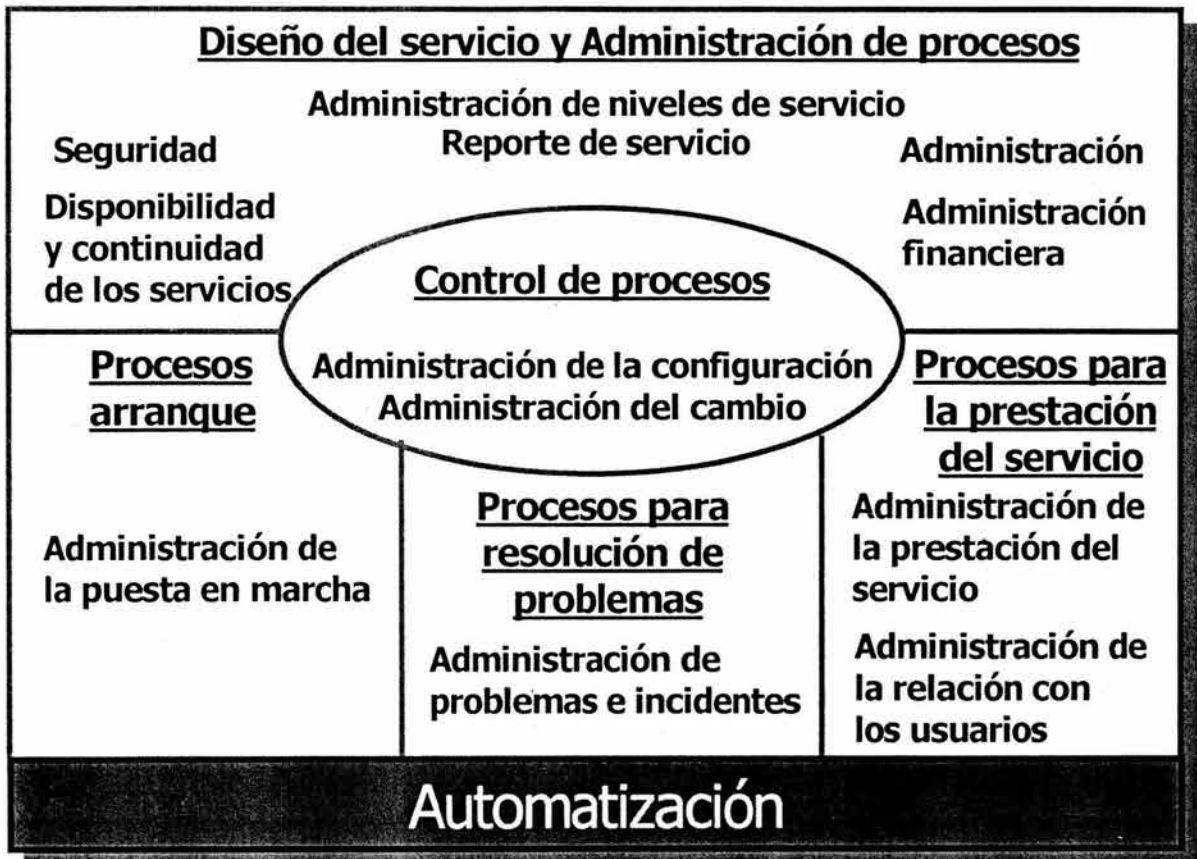 Diseño del servicio y Administración de procesos
Administración de niveles de servicio
Reporte de servicio
Seguridad
Disponibilidad
y continuidad
de los servicios
Administración
Administración
financiera
Control de procesos
Administración de la configuración
Administración del cambio
Procesos
arranque
Administración de
la puesta en marcha
Procesos para
resolución de
problemas
Administración de
problemas e incidentes
Procesos para
la prestación
del servicio
Administración de
la prestación del
servicio
Administración de
la relación con
los usuarios
Automatización